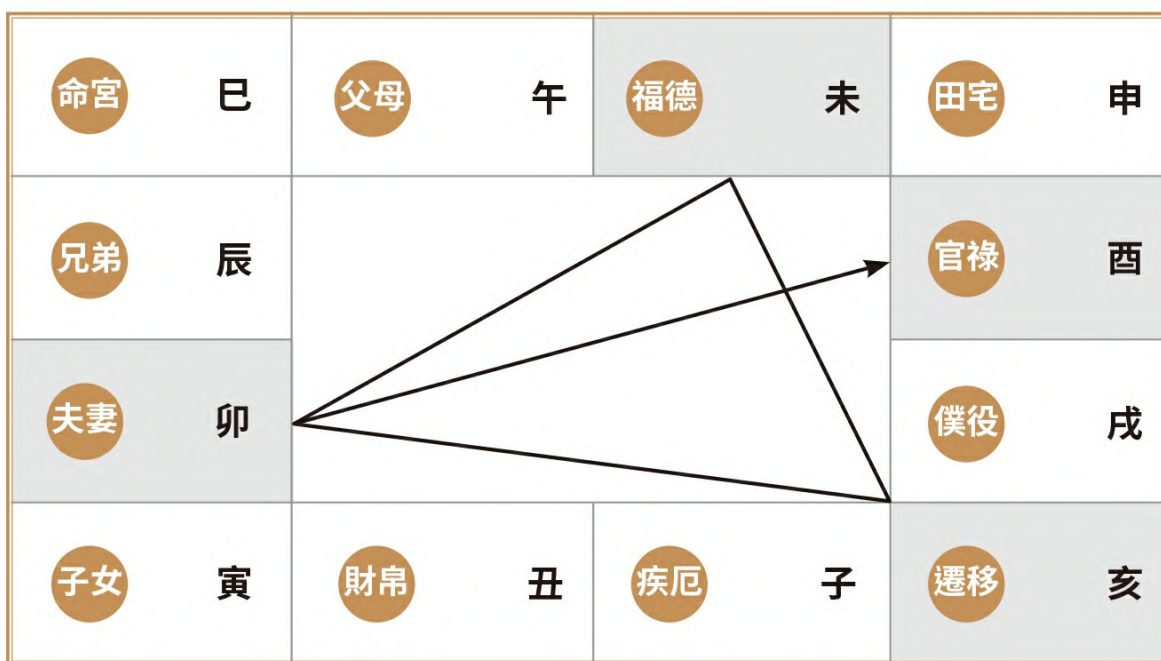 命宮 巳
父母 午
福德 未
田宅 申
兄弟 辰
官祿 酉
夫妻 卯
僕役 戌
子女 寅
財帛 丑
疾厄 子
遷移 亥